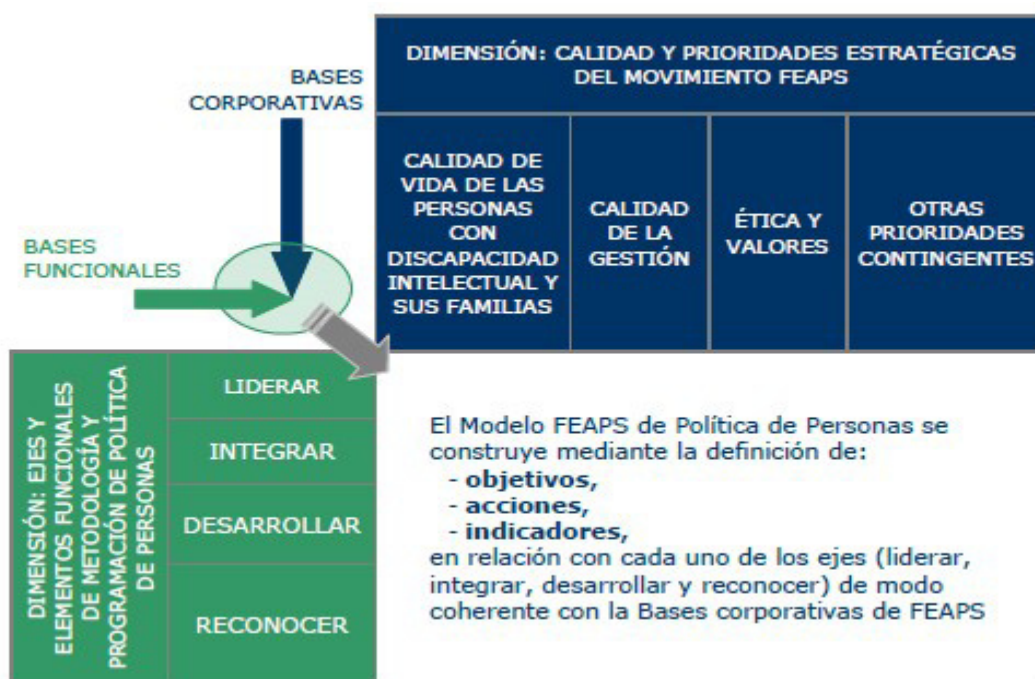 DIMENSIÓN: CALIDAD Y PRIORIDADES ESTRATÉGICAS
DEL MOVIMIENTO FEAPS
BASES
CORPORATIVAS
CALIDAD DE
VIDA DE LAS
PERSONAS
CON
DISCAPACIDAD
INTELECTUAL Y
SUS FAMILIAS
CALIDAD
DE LA
GESTIÓN
ÉTICA Y
VALORES
OTRAS
PRIORIDADES
CONTINGENTES
BASES
FUNCIONALES
DIMENSIÓN: EJES Y
ELEMENTOS FUNCIONALES
DE METODOLOGÍA Y
PROGRAMACIÓN DE POLÍTICA
DE PERSONAS
LIDERAR
INTEGRAR
DESARROLLAR
RECONOCER
El Modelo FEAPS de Política de Personas se
construye mediante la definición de:
- objetivos,
- acciones,
- indicadores,
en relación con cada uno de los ejes (liderar,
integrar, desarrollar y reconocer) de modo
coherente con la Bases corporativas de FEAPS